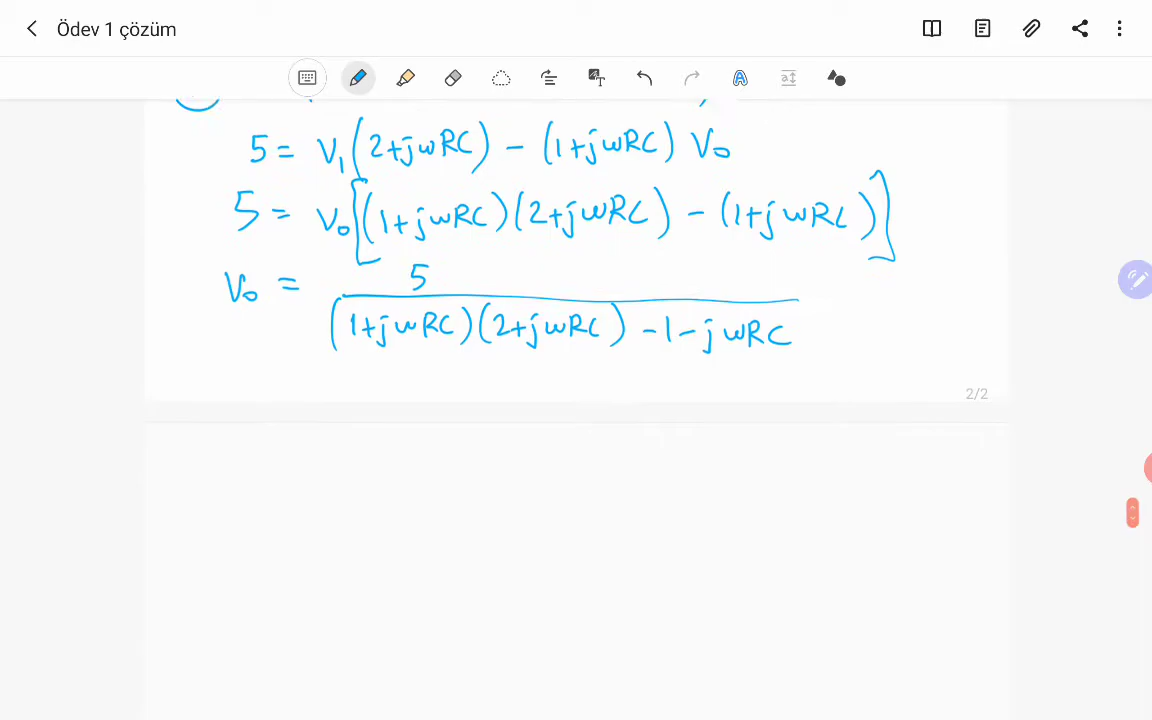 Ödev 1 çözüm
5 = V₁(2+jωRC) − (1+jωRC) V₀
5 = V₀[(1+jωRC)(2+jωRC) − (1+jωRC)]
V₀ = 5 / (1+jωRC)(2+jωRC) −1−jωRC
2/2